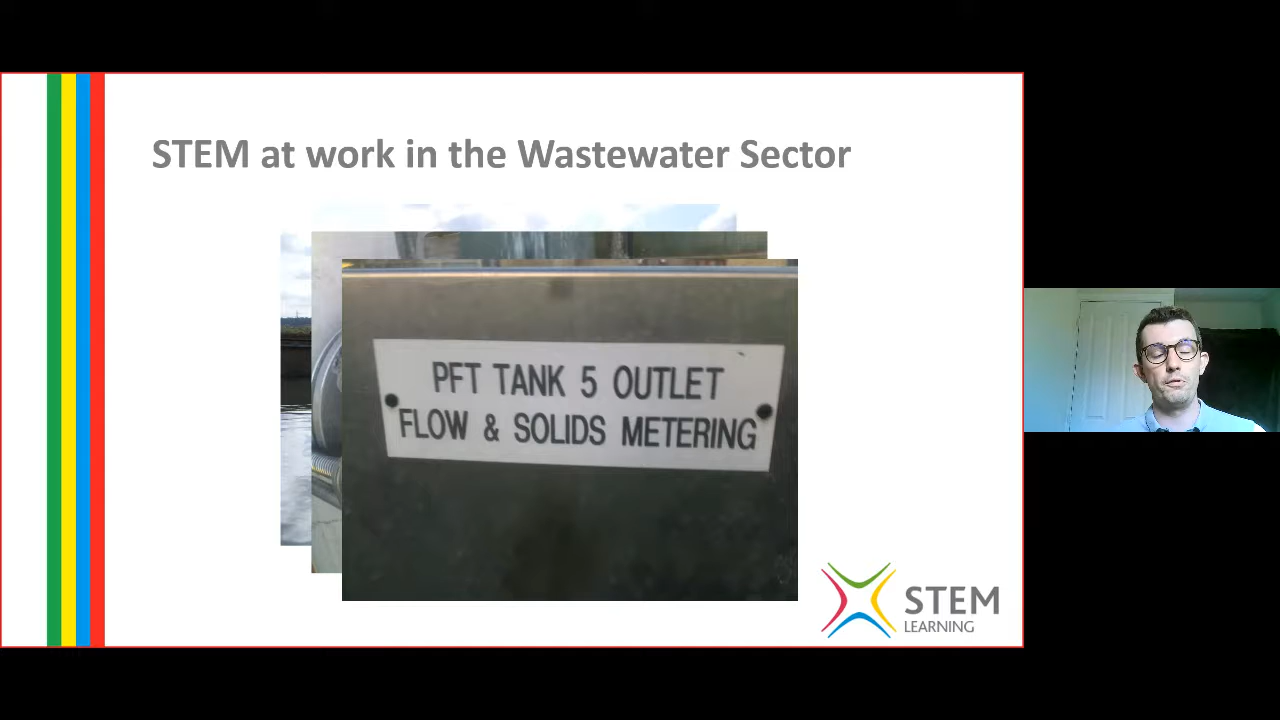 STEM at work in the Wastewater Sector
PFT TANK 5 OUTLET
FLOW & SOLIDS METERING
STEM
LEARNING